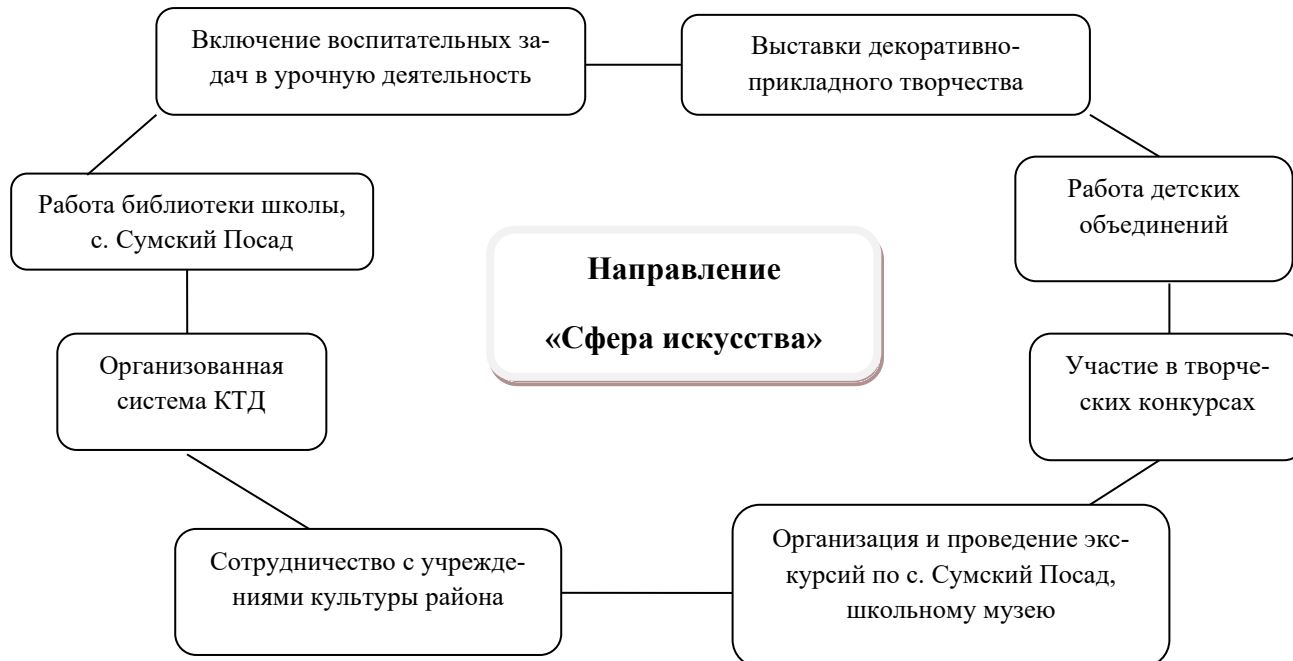 Включение воспитательных за-
дач в урочную деятельность
Выставки декоративно-
прикладного творчества
Работа библиотеки школы,
с. Сумский Посад
Работа детских
объединений
Направление
«Сфера искусства»
Организованная
система КТД
Участие в творче-
ских конкурсах
Сотрудничество с учрежде-
ниями культуры района
Организация и проведение экс-
курсий по с. Сумский Посад,
школьному музею